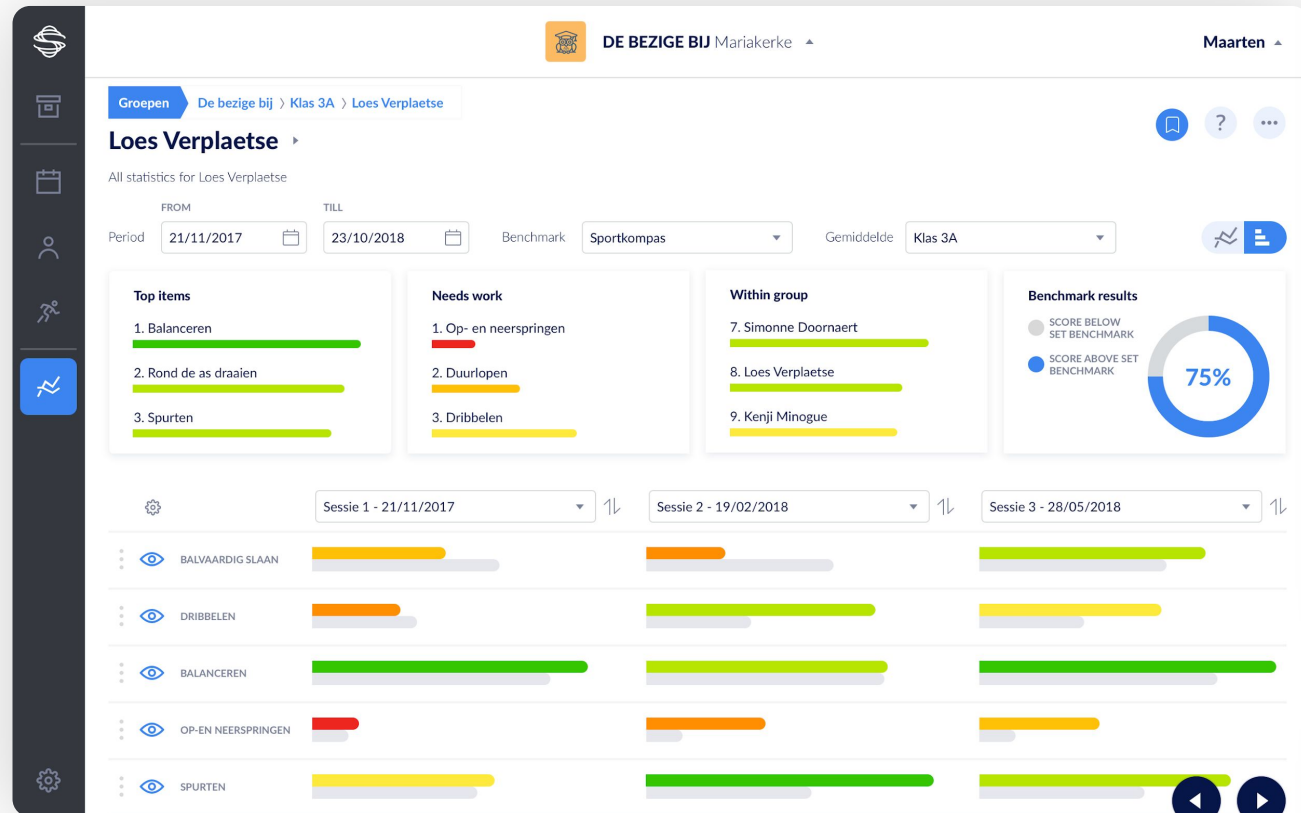 DE BEZIGE BIJ Mariakerke
Maarten
Groepen De bezige bij Klas 3A Loes Verplaetse
Loes Verplaetse
?
All statistics for Loes Verplaetse
FROM TILL
Period 21/11/2017 23/10/2018 Benchmark Sportkompas Gemiddelde Klas 3A
Top items
1. Balanceren
2. Rond de as draaien
3. Spurten
Needs work
1. Op- en neerspringen
2. Duurlopen
3. Dribbelen
Within group
7. Simonne Doornaert
8. Loes Verplaetse
9. Kenji Minogue
Benchmark results
SCORE BELOW
SET BENCHMARK
SCORE ABOVE SET
BENCHMARK
75%
Sessie 1 - 21/11/2017 Sessie 2 - 19/02/2018 Sessie 3 - 28/05/2018
BALVAARDIG SLAAN
DRIBBELEN
BALANCEREN
OP-EN NEERSPRINGEN
SPURTEN